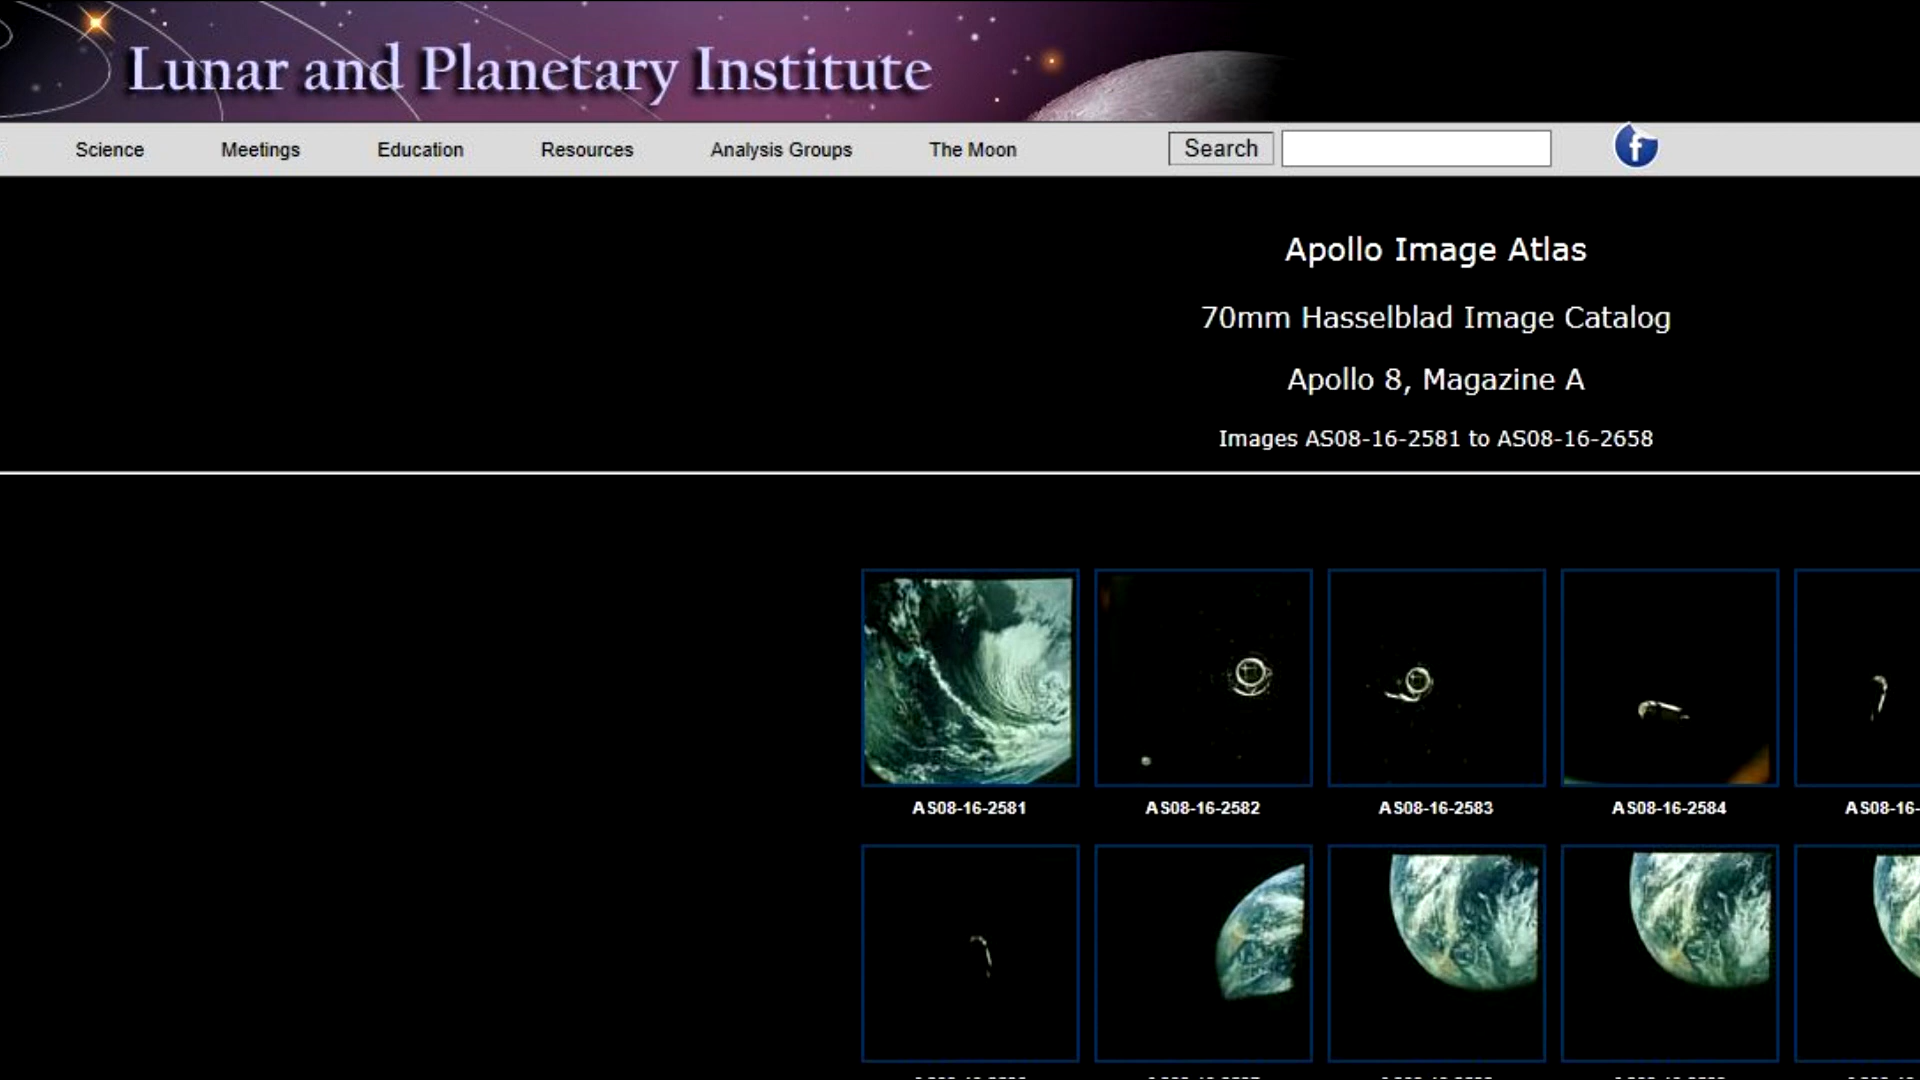 Lunar and Planetary Institute
Science Meetings Education Resources Analysis Groups The Moon Search
Apollo Image Atlas
70mm Hasselblad Image Catalog
Apollo 8, Magazine A
Images AS08-16-2581 to AS08-16-2658
AS08-16-2581 AS08-16-2582 AS08-16-2583 AS08-16-2584 AS08-16-